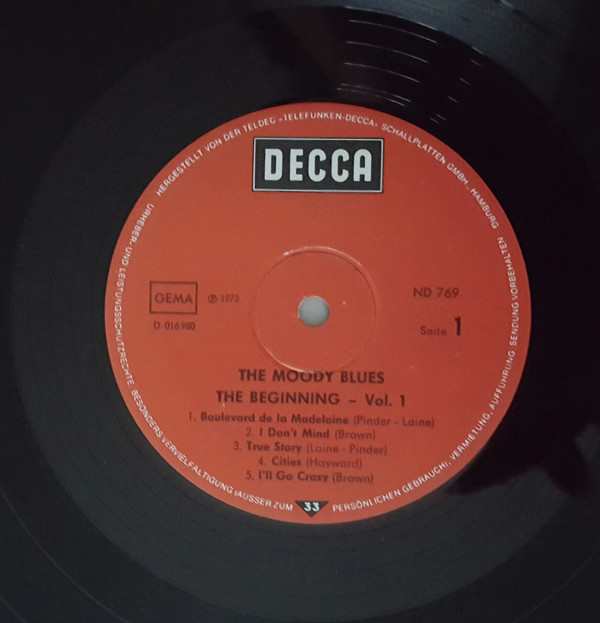 HERGESTELLT VON DER TELDEC »TELEFUNKEN-DECCA« SCHALLPLATTEN GMBH, HAMBURG
URHEBER- UND LEISTUNGSSCHUTZRECHTE, BESONDERS VERVIELFÄLTIGUNG (AUSSER ZUM PERSÖNLICHEN GEBRAUCH), VERMIETUNG, AUFFÜHRUNG, SENDUNG VORBEHALTEN
DECCA
GEMA
℗ 1973
ND 769
D 016980
Seite 1
THE MOODY BLUES
THE BEGINNING – Vol. 1
1. Boulevard de la Madelaine (Pinder - Laine)
2. I Don't Mind (Brown)
3. True Story (Laine - Pinder)
4. Cities (Hayward)
5. I'll Go Crazy (Brown)
33